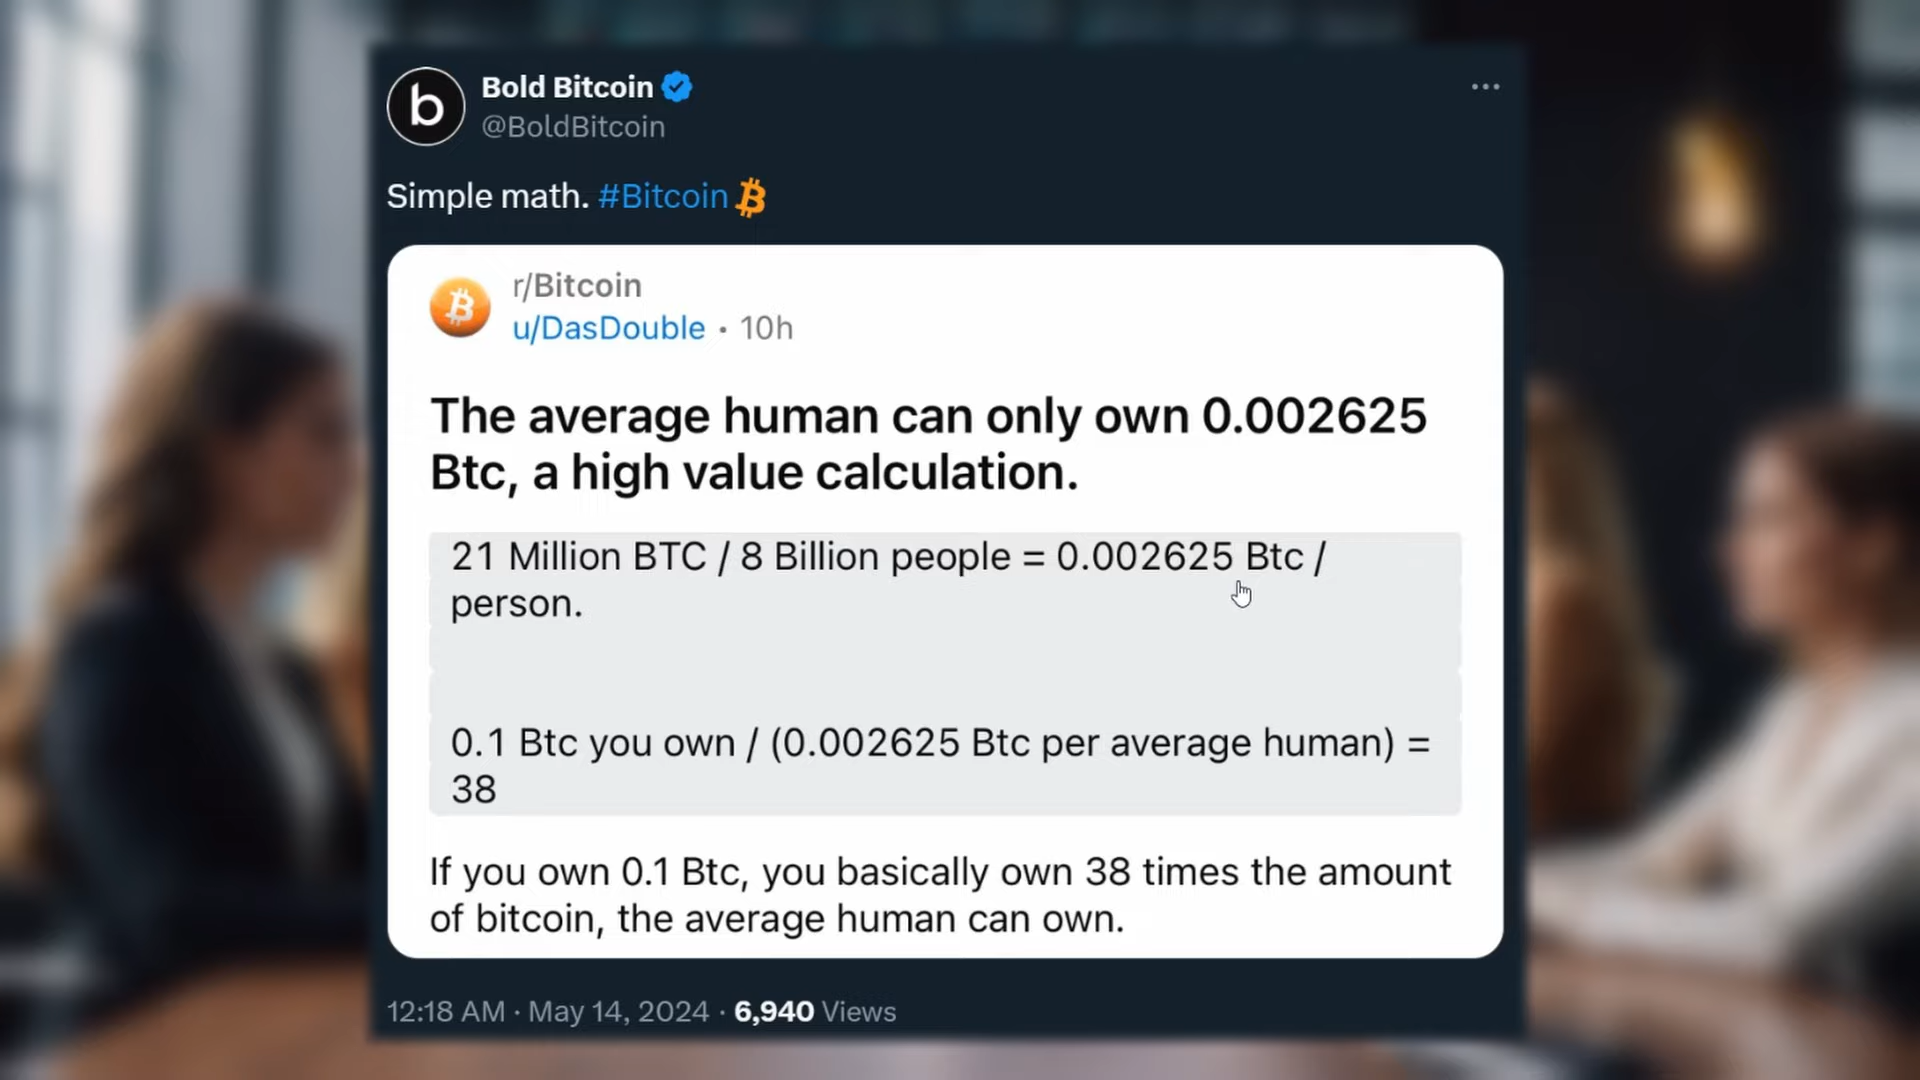 b
Bold Bitcoin
@BoldBitcoin
Simple math. #Bitcoin
r/Bitcoin
u/DasDouble • 10h
The average human can only own 0.002625
Btc, a high value calculation.
21 Million BTC / 8 Billion people = 0.002625 Btc /
person.
0.1 Btc you own / (0.002625 Btc per average human) =
38
If you own 0.1 Btc, you basically own 38 times the amount
of bitcoin, the average human can own.
12:18 AM · May 14, 2024 · 6,940 Views